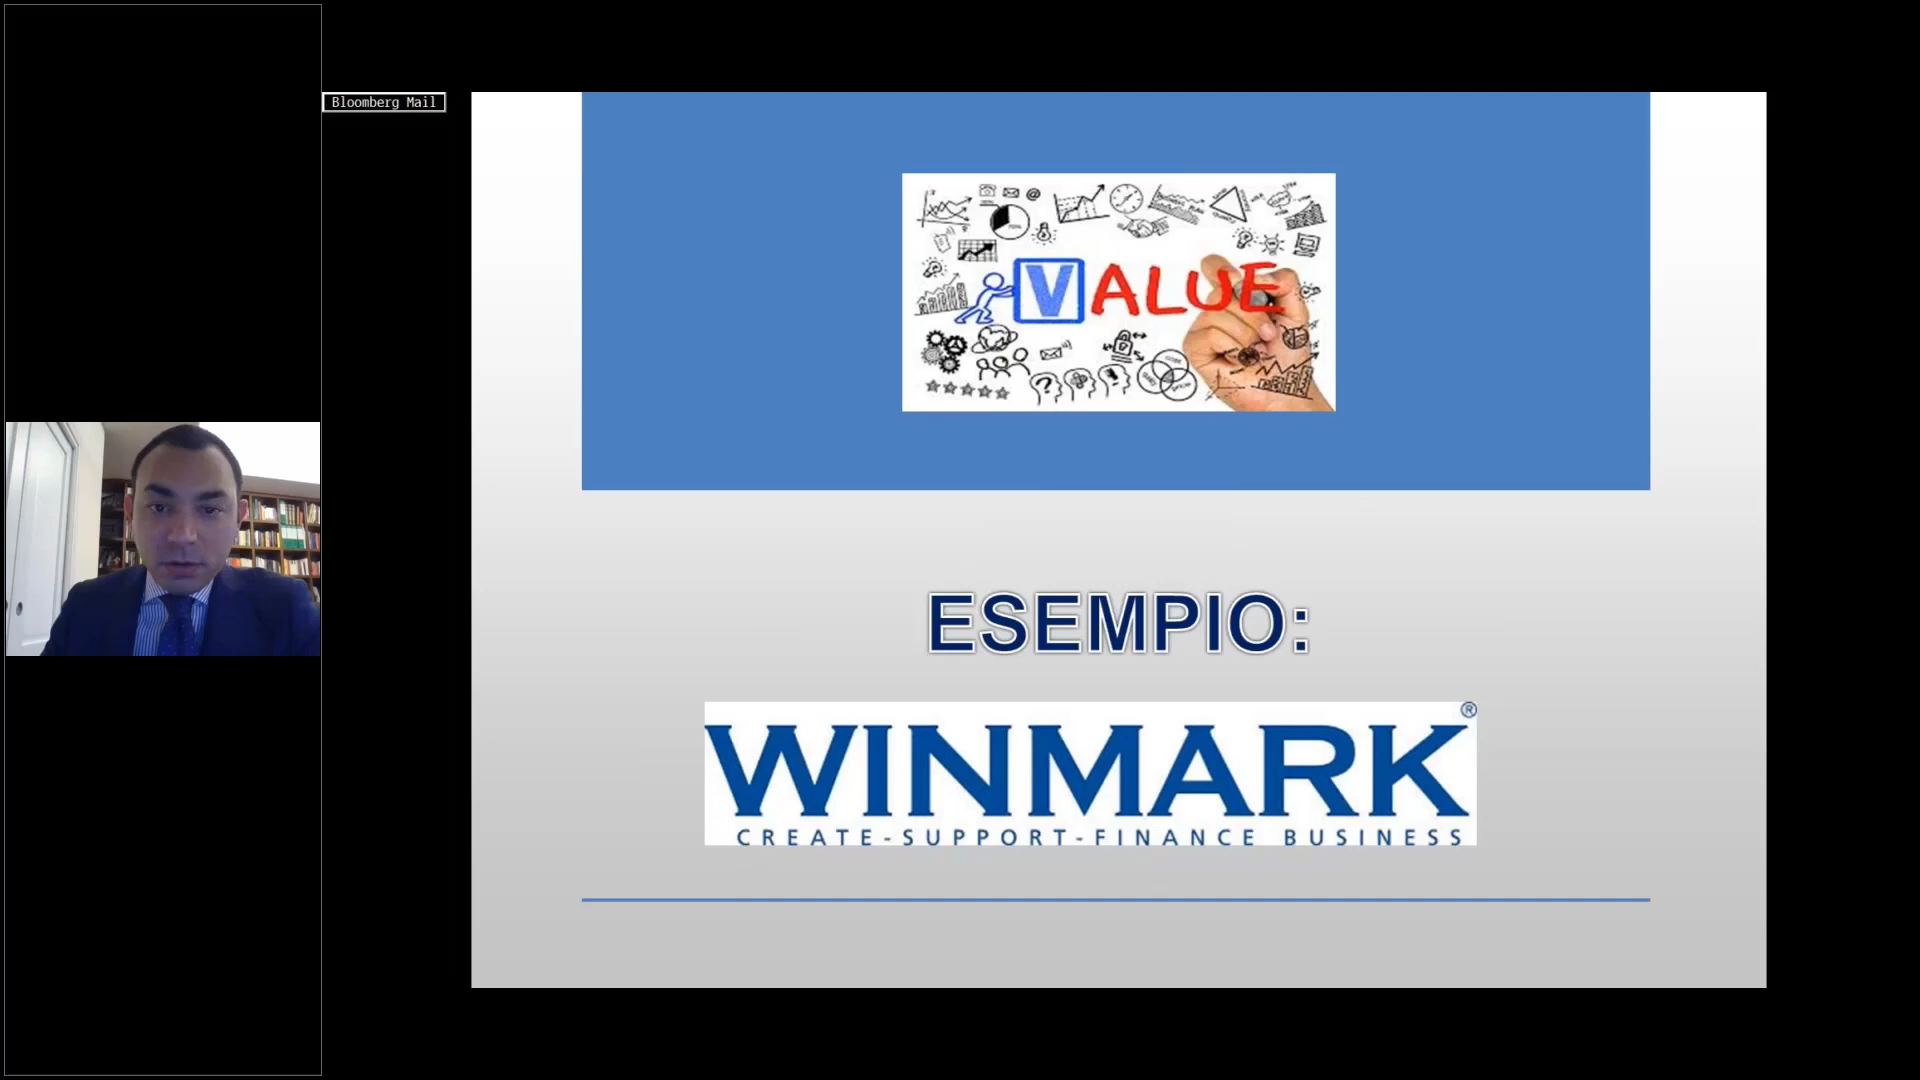 Bloomberg Mail
VALUE
ESEMPIO:
WINMARK®
CREATE-SUPPORT-FINANCE BUSINESS